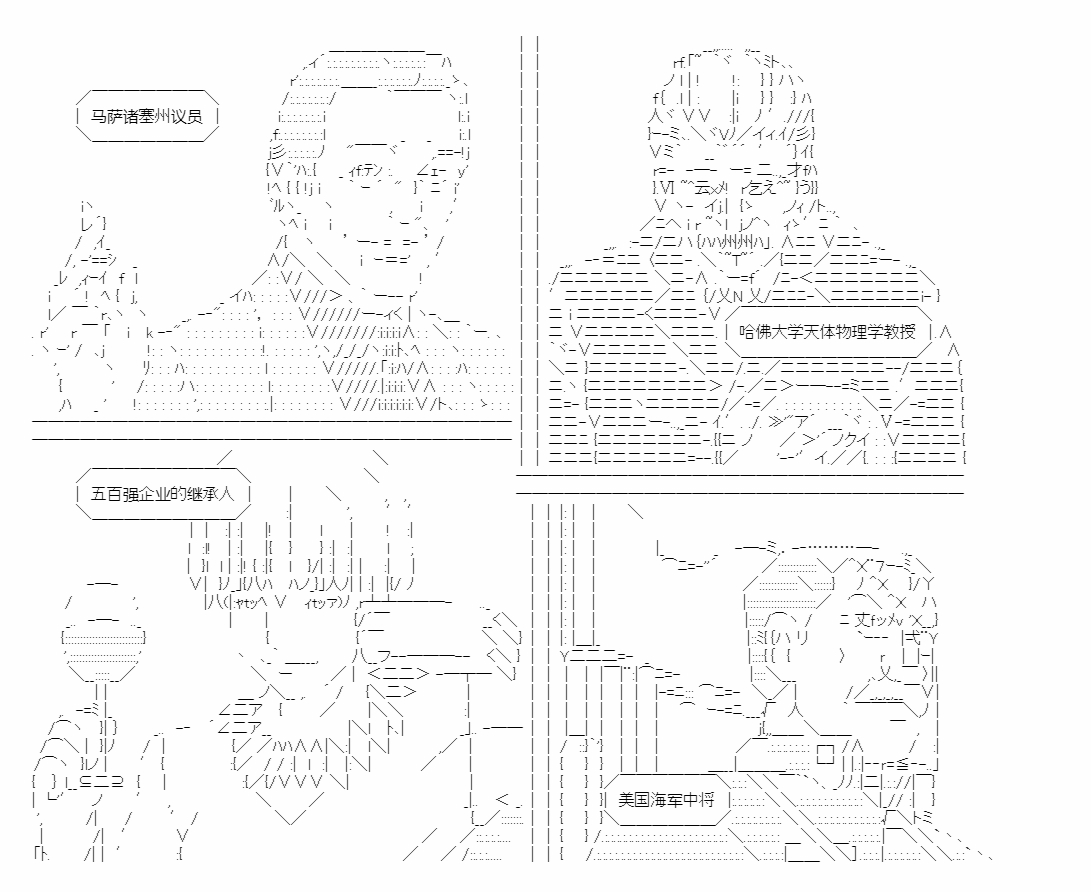 马萨诸塞州议员
哈佛大学天体物理学教授
五百强企业的继承人
美国海军中将